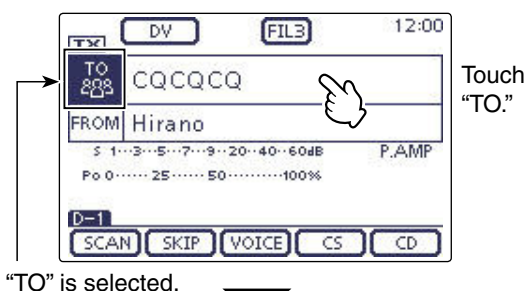 DV FIL3 12:00
TX
TO CQCQCQ
Touch
“TO.”
FROM Hirano
S 1···3···5···7···9··20··40··60dB P.AMP
Po 0······ 25 ······ 50 ··········100%
D-1
SCAN SKIP VOICE CS CD
“TO” is selected.